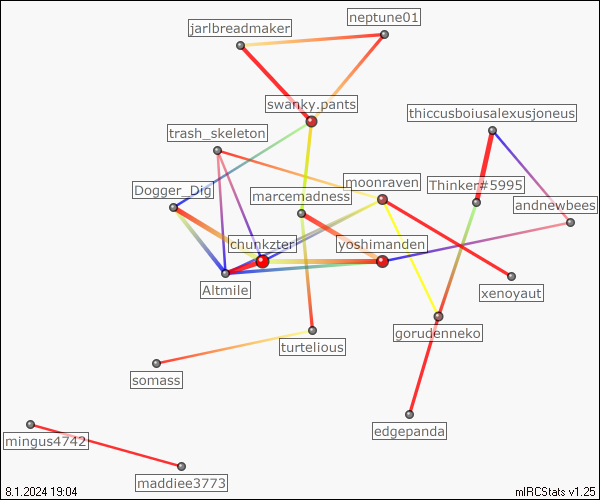 neptune01
jarlbreadmaker
swanky.pants
thiccusboiusalexusjoneus
trash_skeleton
moonraven
Thinker#5995
Dogger_Dig
marcemadness
andnewbees
chunkzter
yoshimanden
Altmile
xenoyaut
gorudenneko
turtelious
somass
edgepanda
mingus4742
maddiee3773
8.1.2024 19:04
mIRCStats v1.25